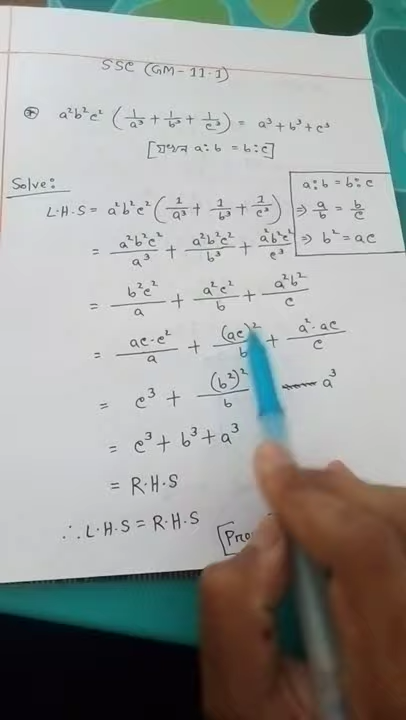 SSC (GM-11.1)
* a²b²c² (1/a³ + 1/b³ + 1/c³) = a³ + b³ + c³
[যখন a:b = b:c]
Solve:
L.H.S = a²b²c² (1/a³ + 1/b³ + 1/c³)
= a²b²c²/a³ + a²b²c²/b³ + a²b²c²/c³
= b²c²/a + a²c²/b + a²b²/c
= ac·c²/a + (ac)²/b + a²·ac/c
= c³ + (b²)²/b a³
= c³ + b³ + a³
= R.H.S
∴ L.H.S = R.H.S
a:b = b:c
⇒ a/b = b/c
⇒ b² = ac